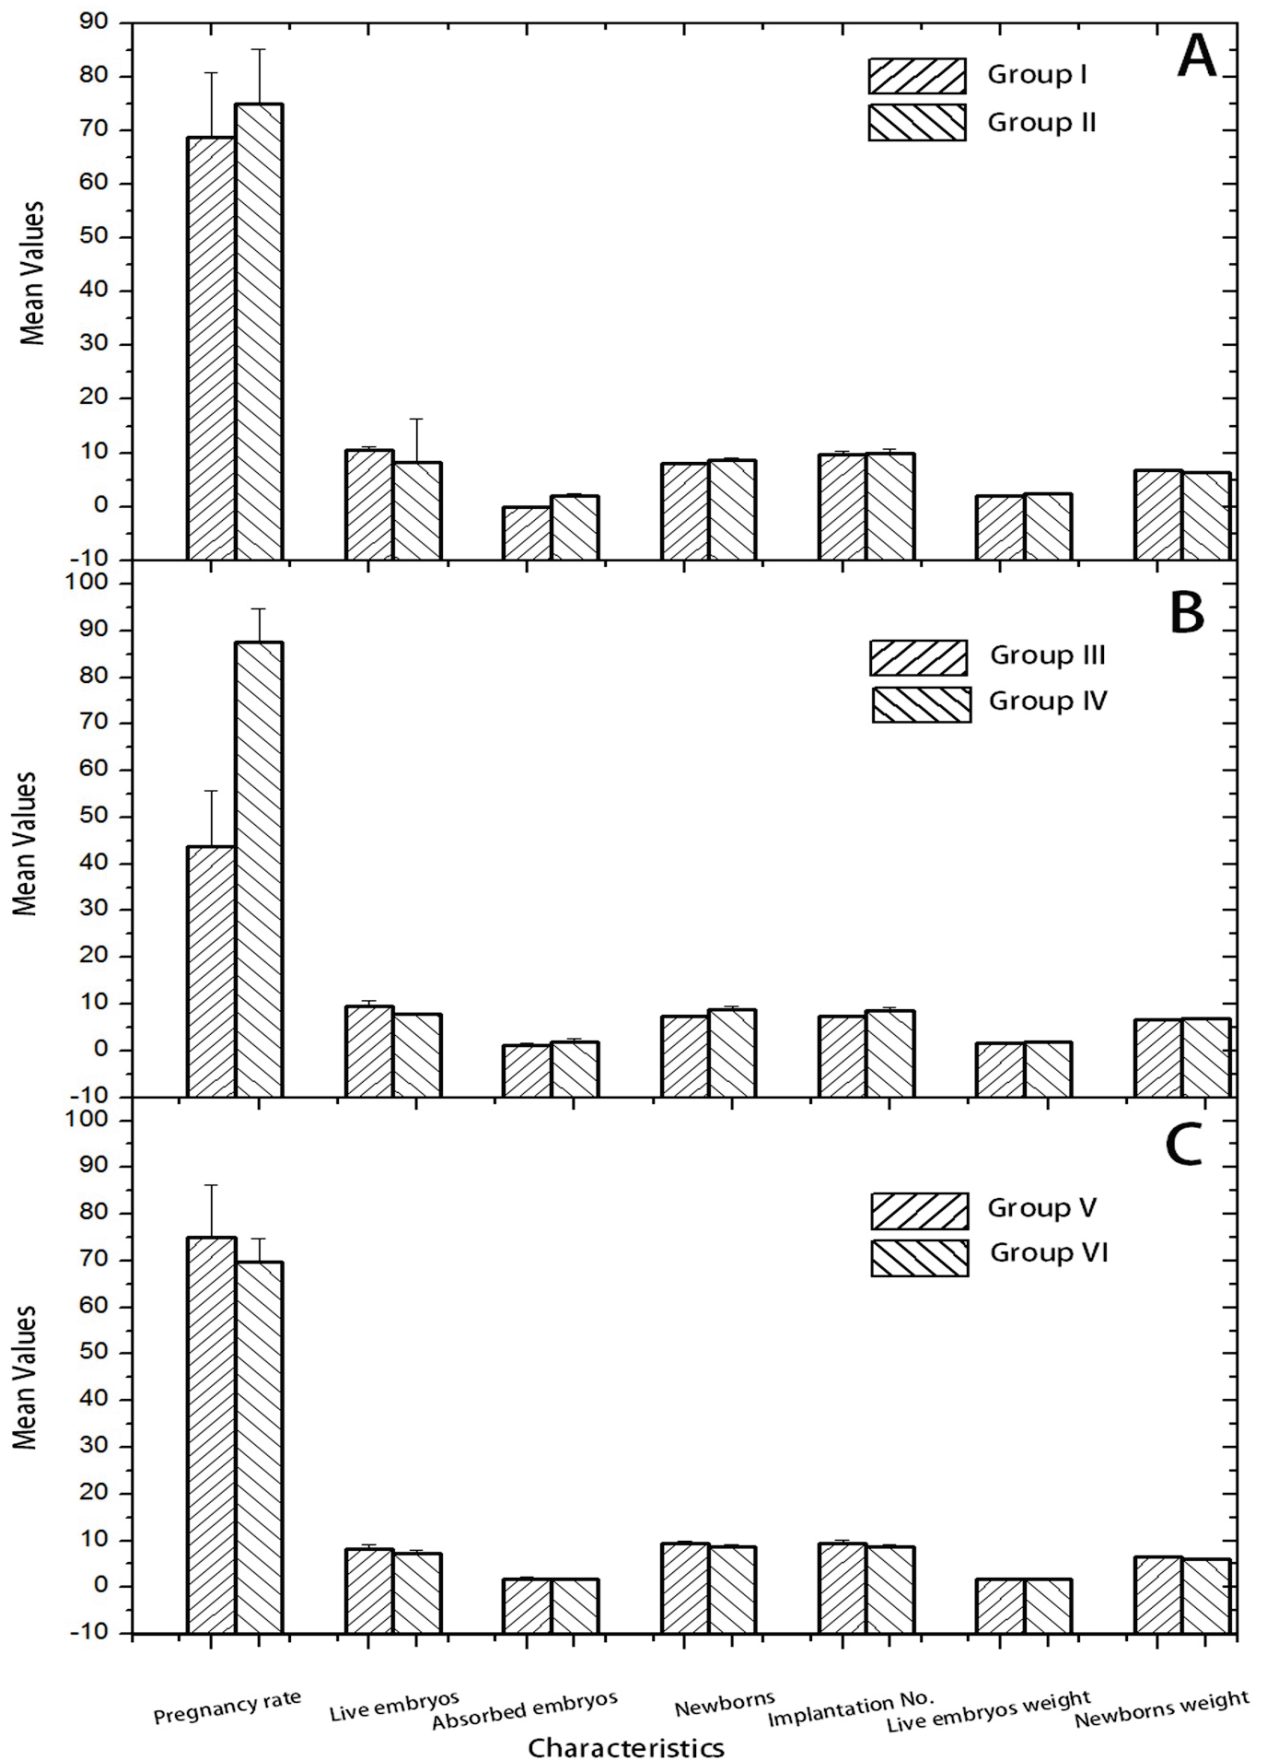 A
90
80
70
60
50
40
30
20
10
0
-10
Mean Values
Group I
Group II
B
100
90
80
70
60
50
40
30
20
10
0
-10
Mean Values
Group III
Group IV
C
100
90
80
70
60
50
40
30
20
10
0
-10
Mean Values
Group V
Group VI
Pregnancy rate
Live embryos
Absorbed embryos
Newborns
Implantation No.
Live embryos weight
Newborns weight
Characteristics